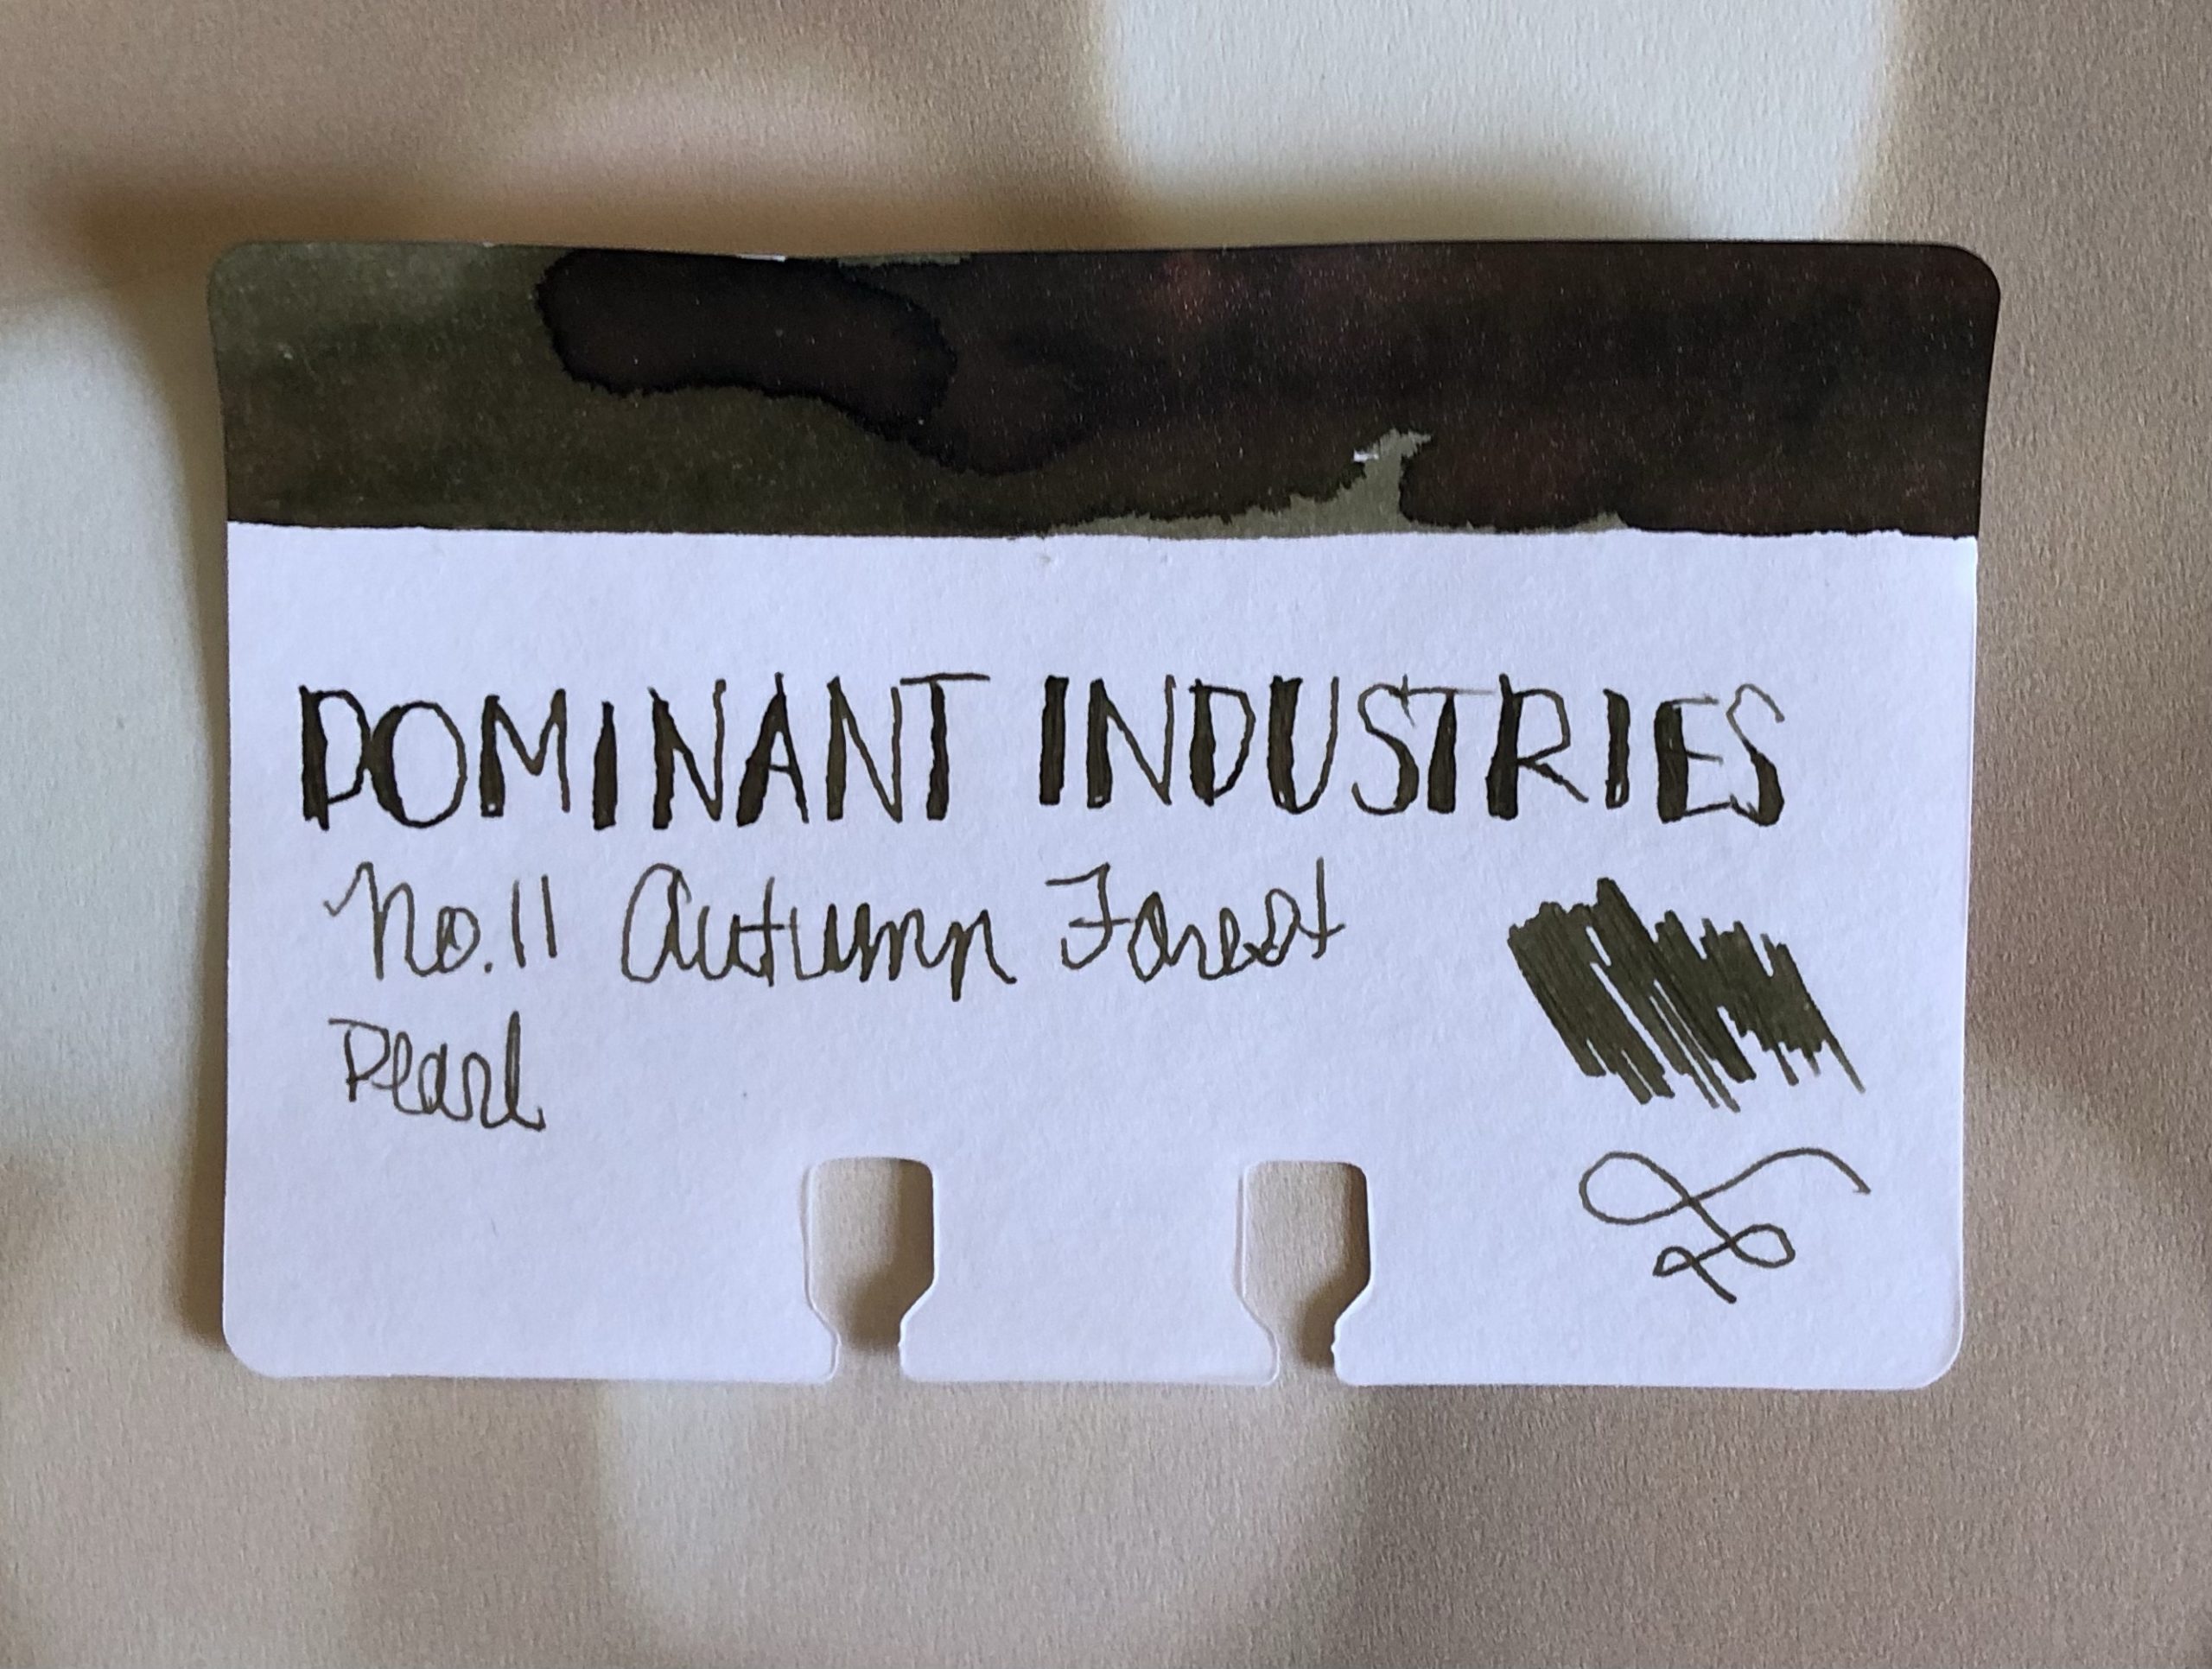 DOMINANT INDUSTRIES
No. 11 Autumn Forest
Pearl